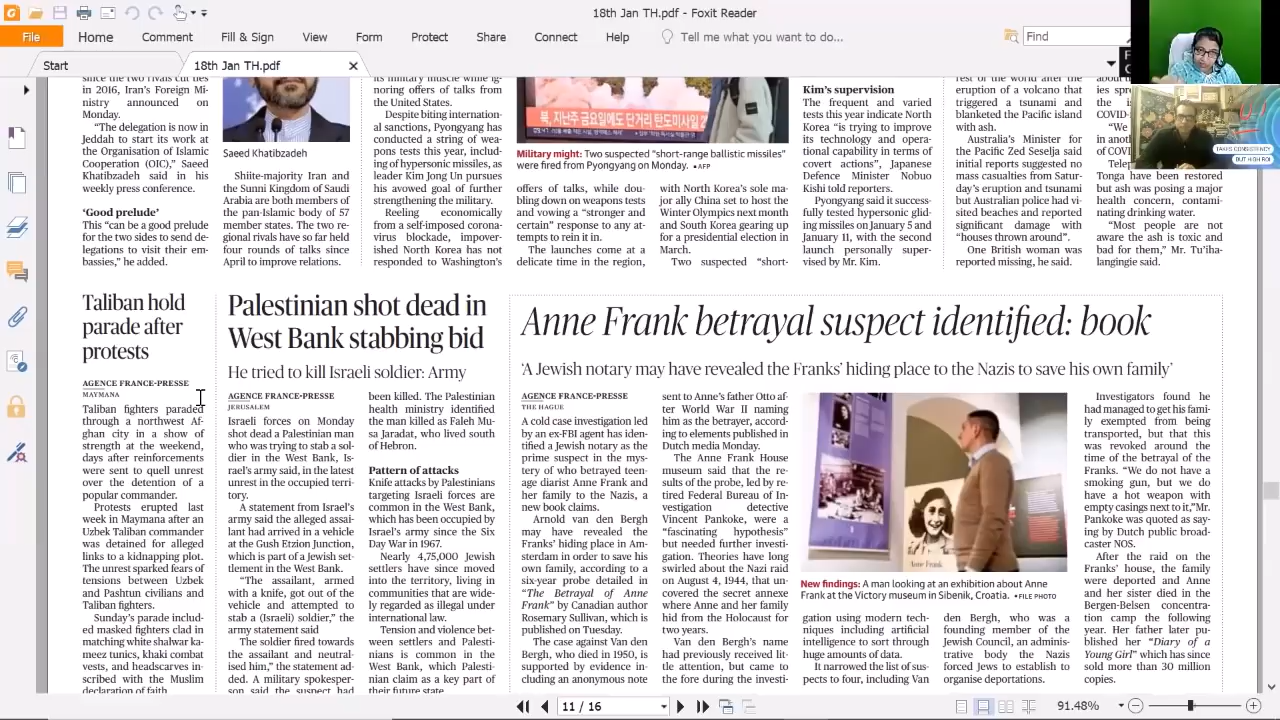 18th Jan TH.pdf - Foxit Reader
File
Home
Comment
Fill & Sign
View
Form
Protect
Share
Connect
Help
Tell me what you want to do...
Find
Start
18th Jan TH.pdf
in 2016, Iran's Foreign Mi-
nistry announced on
Monday.
"The delegation is now in
Jeddah to start its work at
the Organisation of Islamic
Cooperation (OIC)," Saeed
Khatibzadeh said in his
weekly press conference.
'Good prelude'
This "can be a good prelude
for the two sides to send de-
legations to visit their em-
bassies," he added.
Saeed Khatibzadeh
Shiite-majority Iran and
the Sunni Kingdom of Saudi
Arabia are both members of
the pan-Islamic body of 57
member states. The two re-
gional rivals have so far held
four rounds of talks since
April to improve relations.
its military muscle while ig-
noring offers of talks from
the United States.
Despite biting internation-
al sanctions, Pyongyang has
conducted a string of wea-
pons tests this year, includ-
ing of hypersonic missiles, as
leader Kim Jong Un pursues
his avowed goal of further
strengthening the military.
Reeling economically
from a self-imposed corona-
virus blockade, impover-
ished North Korea has not
responded to Washington's
북, 지난주 금요일에도 단거리 탄도미사일 2
Military might: Two suspected "short-range ballistic missiles"
were fired from Pyongyang on Monday. • AFP
offers of talks, while dou-
bling down on weapons tests
and vowing a "stronger and
certain" response to any at-
tempts to rein it in.
The launches come at a
delicate time in the region,
with North Korea's sole ma-
jor ally China set to host the
Winter Olympics next month
and South Korea gearing up
for a presidential election in
March.
Two suspected "short-
Kim's supervision
The frequent and varied
tests this year indicate North
Korea "is trying to improve
its technology and opera-
tional capability in terms of
covert actions", Japanese
Defence Minister Nobuo
Kishi told reporters.
Pyongyang said it success-
fully tested hypersonic glid-
ing missiles on January 5 and
January 11, with the second
launch personally super-
vised by Mr. Kim.
rest of the world after the
eruption of a volcano that
triggered a tsunami and
blanketed the Pacific island
with ash.
Australia's Minister for
the Pacific Zed Seselja said
initial reports suggested no
mass casualties from Satur-
day's eruption and tsunami
but Australian police had vi-
sited beaches and reported
significant damage with
"houses thrown around".
One British woman was
reported missing, he said.
Tonga have been restored
but ash was posing a major
health concern, contami-
nating drinking water.
"Most people are not
aware the ash is toxic and
bad for them," Mr. Tu'iha-
langingie said.
TAKES CONSISTENCY
BUT HIGH ROI
Taliban hold
parade after
protests
AGENCE FRANCE-PRESSE
MAYMANA
Taliban fighters paraded
through a northwest Af-
ghan city in a show of
strength at the weekend,
days after reinforcements
were sent to quell unrest
over the detention of a
popular commander.
Protests erupted last
week in Maymana after an
Uzbek Taliban commander
was detained for alleged
links to a kidnapping plot.
The unrest sparked fears of
tensions between Uzbek
and Pashtun civilians and
Taliban fighters.
Sunday's parade includ-
ed masked fighters clad in
matching white shalwar ka-
meez tunics, khaki combat
vests, and headscarves in-
scribed with the Muslim
declaration of faith.
Palestinian shot dead in
West Bank stabbing bid
He tried to kill Israeli soldier: Army
AGENCE FRANCE-PRESSE
JERUSALEM
Israeli forces on Monday
shot dead a Palestinian man
who was trying to stab a sol-
dier in the West Bank, Is-
rael's army said, in the latest
unrest in the occupied terri-
tory.
A statement from Israel's
army said the alleged assai-
lant had arrived in a vehicle
at the Gush Etzion Junction,
which is part of a Jewish set-
tlement in the West Bank.
"The assailant, armed
with a knife, got out of the
vehicle and attempted to
stab a (Israeli) soldier," the
army statement said
The soldier fired towards
the assailant and neutral-
ised him," the statement ad-
ded. A military spokesper-
son said the suspect had
been killed. The Palestinian
health ministry identified
the man killed as Faleh Mu-
sa Jaradat, who lived south
of Hebron.
Pattern of attacks
Knife attacks by Palestinians
targeting Israeli forces are
common in the West Bank,
which has been occupied by
Israel's army since the Six
Day War in 1967.
Nearly 4,75,000 Jewish
settlers have since moved
into the territory, living in
communities that are wide-
ly regarded as illegal under
international law.
Tension and violence be-
tween settlers and Palesti-
nians is common in the
West Bank, which Palesti-
nian claim as a key part of
their future state.
Anne Frank betrayal suspect identified: book
'A Jewish notary may have revealed the Franks' hiding place to the Nazis to save his own family'
AGENCE FRANCE-PRESSE
THE HAGUE
A cold case investigation led
by an ex-FBI agent has iden-
tified a Jewish notary as the
prime suspect in the mys-
tery of who betrayed teen-
age diarist Anne Frank and
her family to the Nazis, a
new book claims.
Arnold van den Bergh
may have revealed the
Franks' hiding place in Am-
sterdam in order to save his
own family, according to a
six-year probe detailed in
"The Betrayal of Anne
Frank" by Canadian author
Rosemary Sullivan, which is
published on Tuesday.
The case against Van den
Bergh, who died in 1950, is
supported by evidence in-
cluding an anonymous note
sent to Anne's father Otto af-
ter World War II naming
him as the betrayer, accord-
ing to elements published in
Dutch media Monday.
The Anne Frank House
museum said that the re-
sults of the probe, led by re-
tired Federal Bureau of In-
vestigation detective
Vincent Pankoke, were a
"fascinating hypothesis"
but needed further investi-
gation. Theories have long
swirled about the Nazi raid
on August 4, 1944, that un-
covered the secret annexe
where Anne and her family
hid from the Holocaust for
two years.
Van den Bergh's name
had previously received lit-
tle attention, but came to
the fore during the investi-
Anne Frank
New findings: A man looking at an exhibition about Anne
Frank at the Victory museum in Sibenik, Croatia. • FILE PHOTO
gation using modern tech-
niques including artificial
intelligence to sort through
huge amounts of data.
It narrowed the list of sus-
pects to four, including Van
den Bergh, who was a
founding member of the
Jewish Council, an adminis-
trative body the Nazis
forced Jews to establish to
organise deportations.
Investigators found he
had managed to get his fami-
ly exempted from being
transported, but that this
was revoked around the
time of the betrayal of the
Franks. "We do not have a
smoking gun, but we do
have a hot weapon with
empty casings next to it,"Mr.
Pankoke was quoted as say-
ing by Dutch public broad-
caster NOS.
After the raid on the
Franks' house, the family
were deported and Anne
and her sister died in the
Bergen-Belsen concentra-
tion camp the following
year. Her father later pu-
blished her "Diary of a
Young Girl" which has since
sold more than 30 million
copies.
11 / 16
91.48%